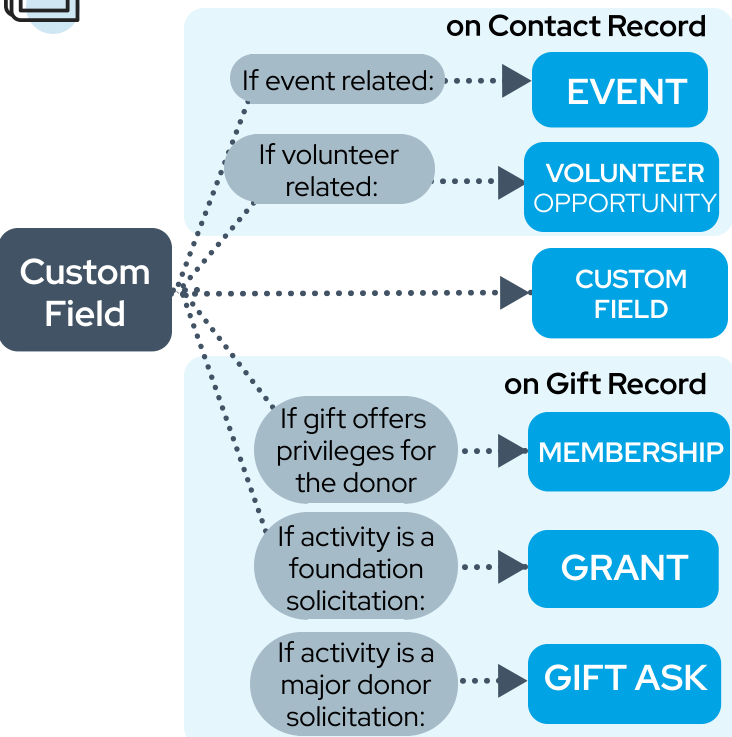 on Contact Record
If event related:
EVENT
If volunteer
related:
VOLUNTEER
OPPORTUNITY
Custom
Field
CUSTOM
FIELD
on Gift Record
If gift offers
privileges for
the donor
MEMBERSHIP
If activity is a
foundation
solicitation:
GRANT
If activity is a
major donor
solicitation:
GIFT ASK